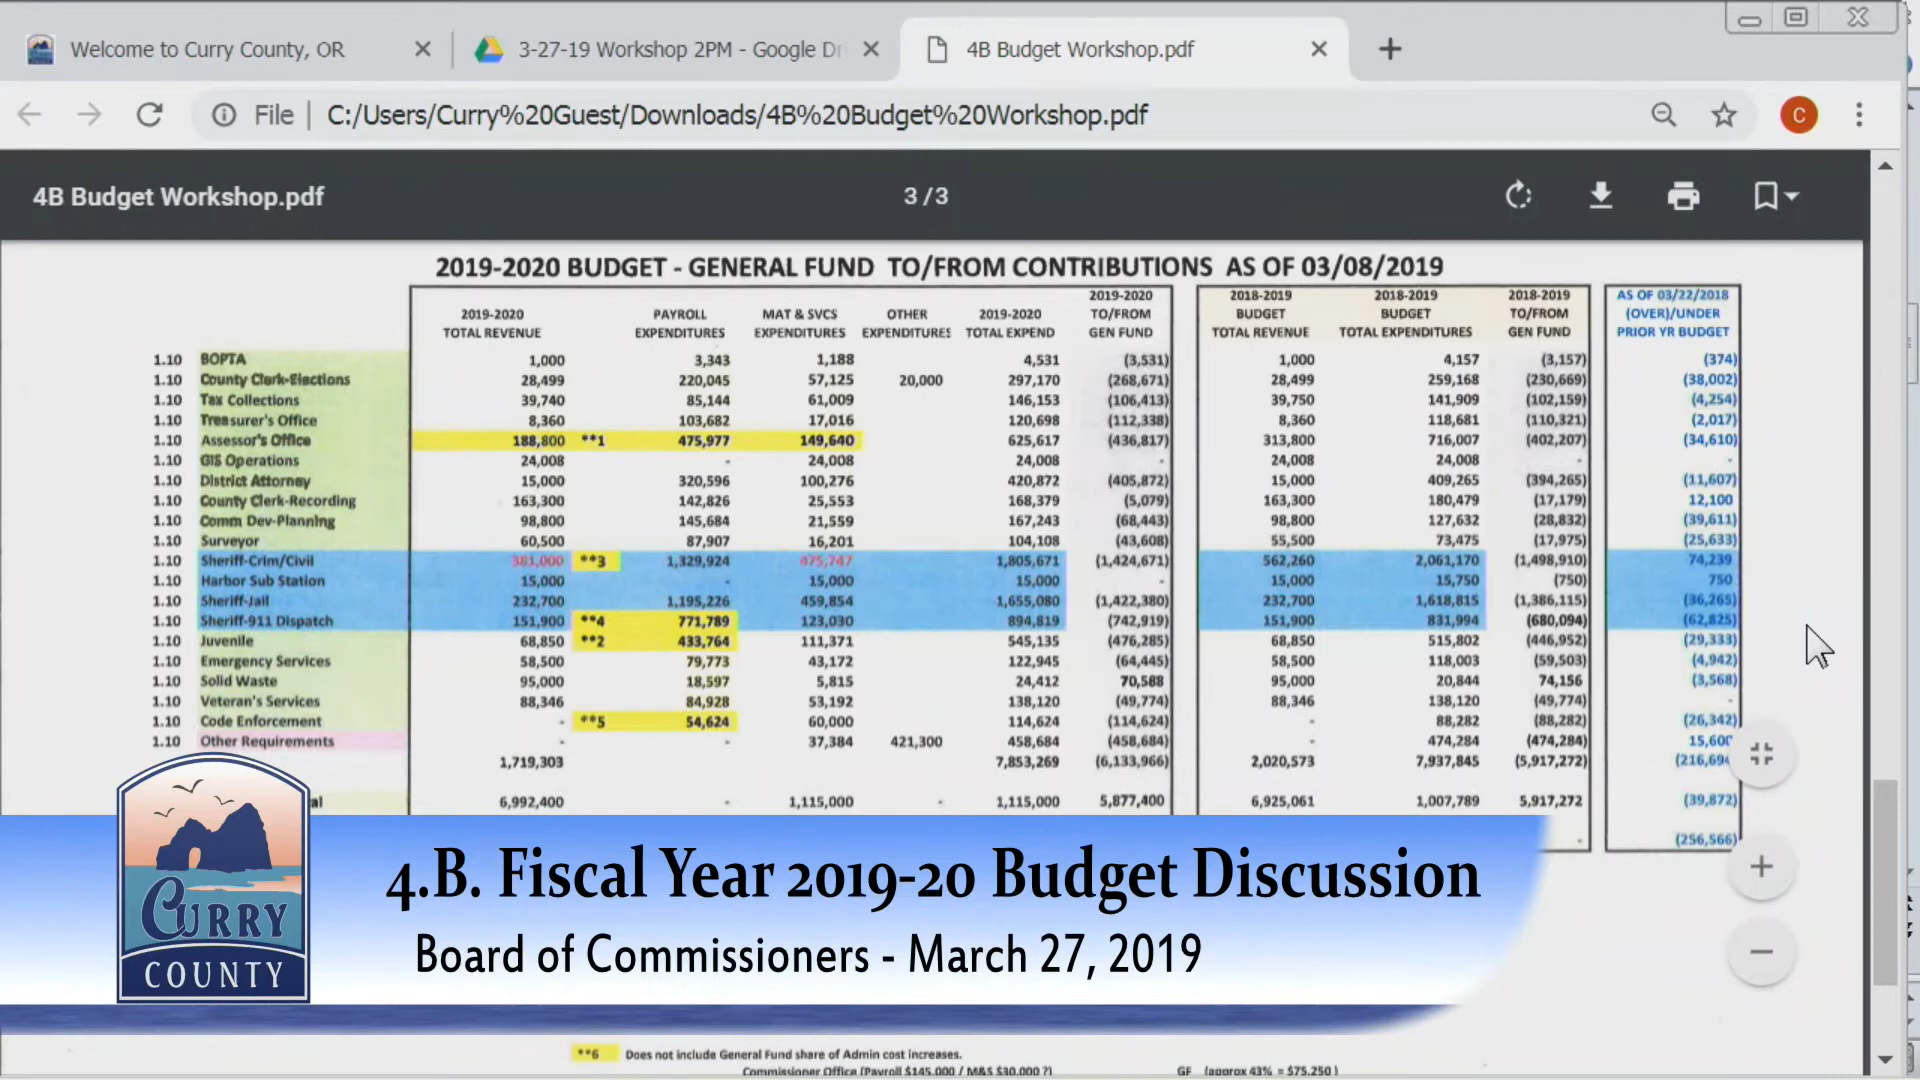 Welcome to Curry County, OR
3-27-19 Workshop 2PM - Google Dr
4B Budget Workshop.pdf
File | C:/Users/Curry%20Guest/Downloads/4B%20Budget%20Workshop.pdf
C
4B Budget Workshop.pdf
3 / 3
2019-2020 BUDGET - GENERAL FUND TO/FROM CONTRIBUTIONS AS OF 03/08/2019
2019-2020 TOTAL REVENUE
PAYROLL EXPENDITURES
MAT & SVCS EXPENDITURES
OTHER EXPENDITURES
2019-2020 TOTAL EXPEND
2019-2020 TO/FROM GEN FUND
2018-2019 BUDGET TOTAL REVENUE
2018-2019 BUDGET TOTAL EXPENDITURES
2018-2019 TO/FROM GEN FUND
AS OF 03/22/2018 (OVER)/UNDER PRIOR YR BUDGET
1.10 BOPTA 1,000 3,343 1,188 4,531 (3,531) 1,000 4,157 (3,157) (374)
1.10 County Clerk-Elections 28,499 220,045 57,125 20,000 297,170 (268,671) 28,499 259,168 (230,669) (38,002)
1.10 Tax Collections 39,740 85,144 61,009 146,153 (106,413) 39,750 141,909 (102,159) (4,254)
1.10 Treasurer's Office 8,360 103,682 17,016 120,698 (112,338) 8,360 118,681 (110,321) (2,017)
1.10 Assessor's Office 188,800 **1 475,977 149,640 625,617 (436,817) 313,800 716,007 (402,207) (34,610)
1.10 GIS Operations 24,008 - 24,008 24,008 - 24,008 24,008 - -
1.10 District Attorney 15,000 320,596 100,276 420,872 (405,872) 15,000 409,265 (394,265) (11,607)
1.10 County Clerk-Recording 163,300 142,826 25,553 168,379 (5,079) 163,300 180,479 (17,179) 12,100
1.10 Comm Dev-Planning 98,800 145,684 21,559 167,243 (68,443) 98,800 127,632 (28,832) (39,611)
1.10 Surveyor 60,500 87,907 16,201 104,108 (43,608) 55,500 73,475 (17,975) (25,633)
1.10 Sheriff-Crim/Civil 381,000 **3 1,329,924 475,747 1,805,671 (1,424,671) 562,260 2,061,170 (1,498,910) 74,239
1.10 Harbor Sub Station 15,000 - 15,000 15,000 - 15,000 15,750 (750) 750
1.10 Sheriff-Jail 232,700 1,195,226 459,854 1,655,080 (1,422,380) 232,700 1,618,815 (1,386,115) (36,265)
1.10 Sheriff-911 Dispatch 151,900 **4 771,789 123,030 894,819 (742,919) 151,900 831,994 (680,094) (62,825)
1.10 Juvenile 68,850 **2 433,764 111,371 545,135 (476,285) 68,850 515,802 (446,952) (29,333)
1.10 Emergency Services 58,500 79,773 43,172 122,945 (64,445) 58,500 118,003 (59,503) (4,942)
1.10 Solid Waste 95,000 18,597 5,815 24,412 70,588 95,000 20,844 74,156 (3,568)
1.10 Veteran's Services 88,346 84,928 53,192 138,120 (49,774) 88,346 138,120 (49,774) -
1.10 Code Enforcement - **5 54,624 60,000 114,624 (114,624) - 88,282 (88,282) (26,342)
1.10 Other Requirements - - 37,384 421,300 458,684 (458,684) - 474,284 (474,284) 15,600
1,719,303 7,853,269 (6,133,966) 2,020,573 7,937,845 (5,917,272) (216,694
al 6,992,400 - 1,115,000 - 1,115,000 5,877,400 6,925,061 1,007,789 5,917,272 (39,872)
- (256,566)
4.B. Fiscal Year 2019-20 Budget Discussion
Board of Commissioners - March 27, 2019
CURRY
COUNTY
**6 Does not include General Fund share of Admin cost increases.
Commissioner Office (Payroll $145,000 / M&S $30,000 ?) GF (approx 43% = $75,250 )